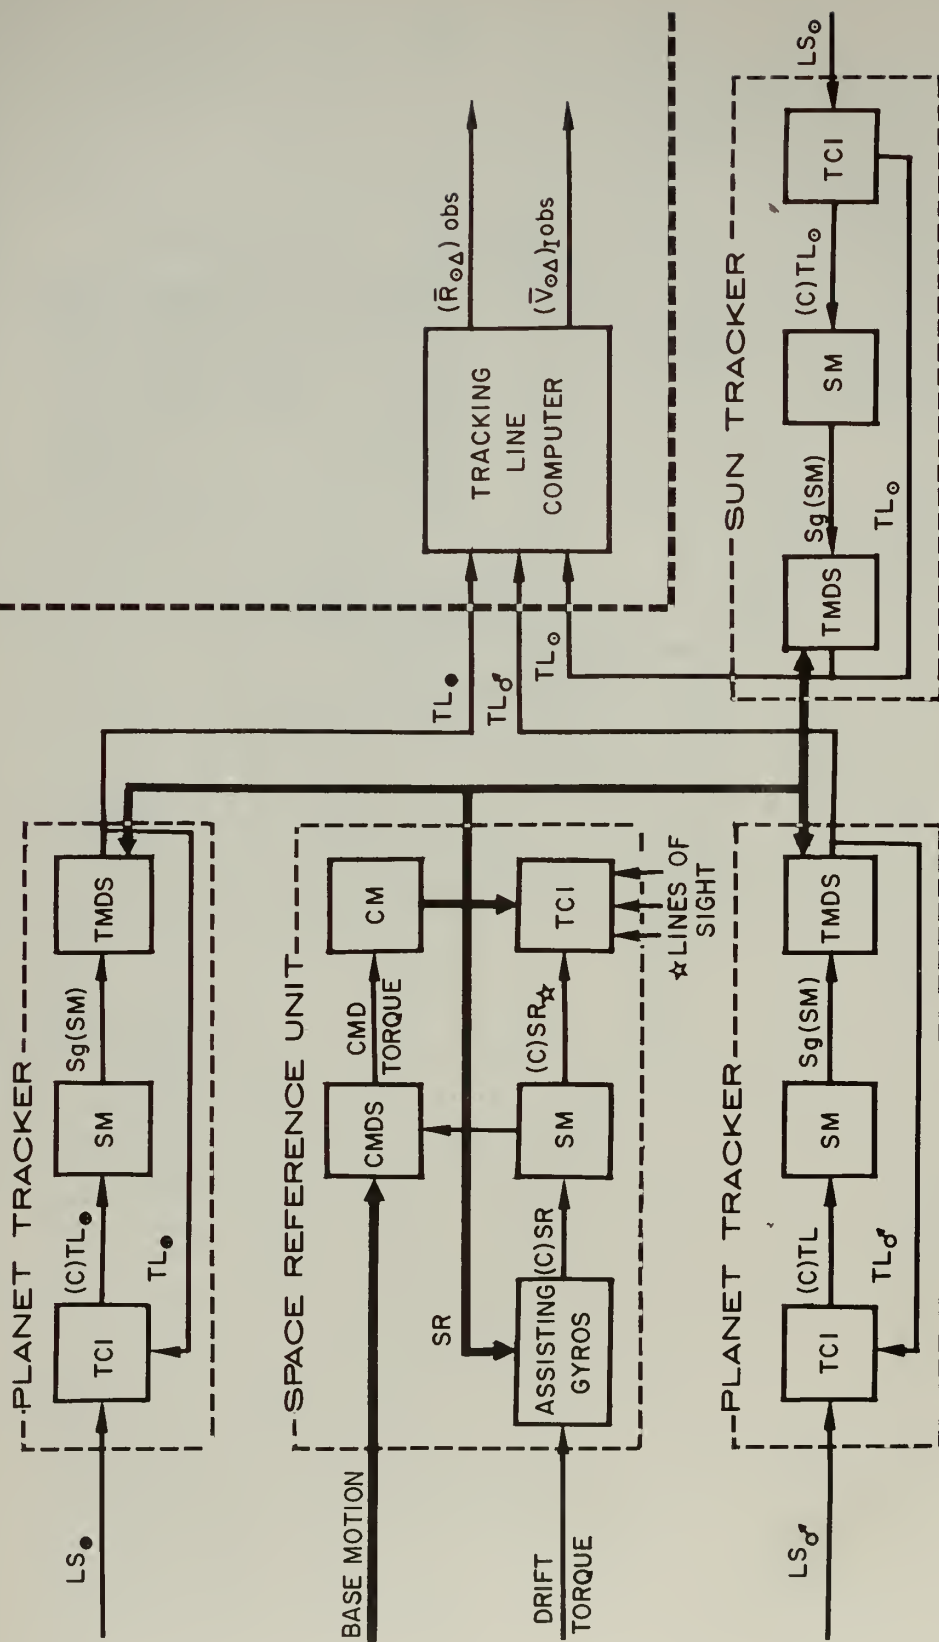 PLANET TRACKER
LS●
TCI
(C)TL●
SM
Sg(SM)
TMDS
TL●
SPACE REFERENCE UNIT
BASE MOTION
CMDS
CMD
TORQUE
CM
SR
DRIFT
TORQUE
ASSISTING
GYROS
(C)SR
SM
(C)SR☆
TCI
☆LINES OF
SIGHT
PLANET TRACKER
LS♂
TCI
(C)TL
SM
Sg(SM)
TMDS
TL♂
TL●
TL♂
TL⊙
TRACKING
LINE
COMPUTER
(R̄⊙Δ) obs
(V̄⊙Δ)I obs
SUN TRACKER
TMDS
Sg(SM)
SM
(C)TL⊙
TCI
LS⊙
TL⊙